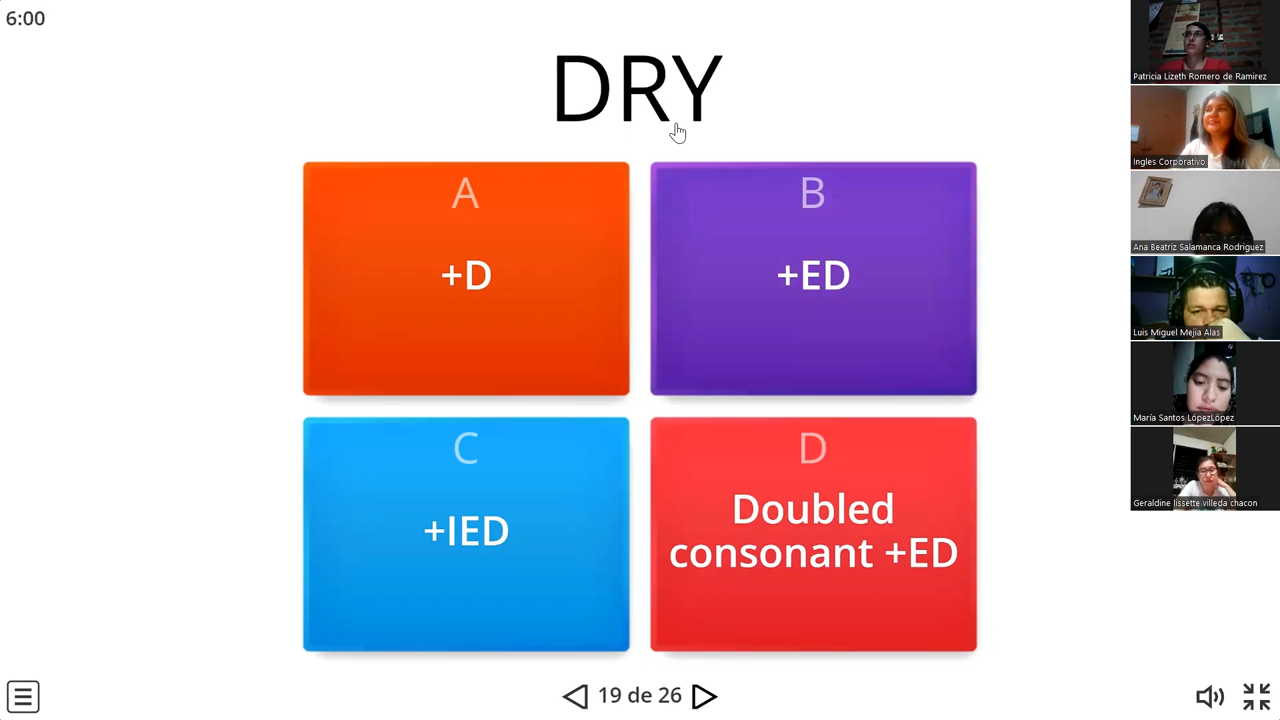 6:00
DRY
A
+D
B
+ED
C
+IED
D
Doubled
consonant +ED
19 de 26
Patricia Lizeth Romero de Ramirez
Ingles Corporativo
Ana Beatriz Salamanca Rodriguez
Luis Miguel Mejia Alas
María Santos LópezLópez
Geraldine lissette villeda chacon